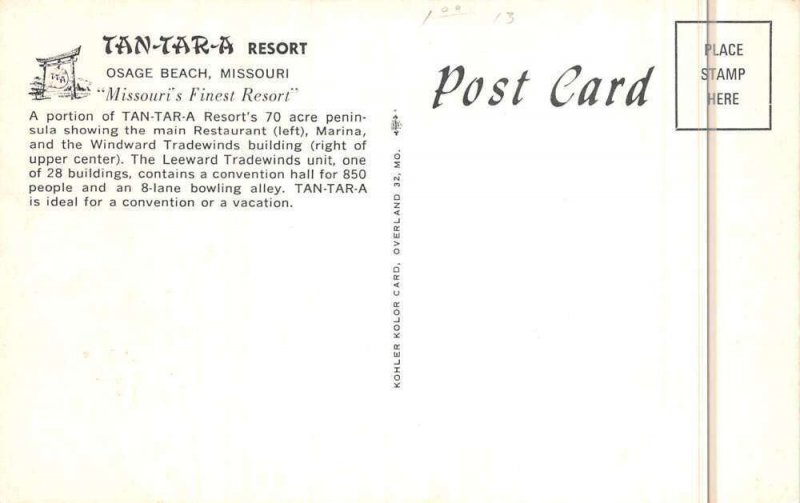 TAN-TAR-A RESORT
OSAGE BEACH, MISSOURI
"Missouri's Finest Resort"
TTA
A portion of TAN-TAR-A Resort's 70 acre penin-
sula showing the main Restaurant (left), Marina,
and the Windward Tradewinds building (right of
upper center). The Leeward Tradewinds unit, one
of 28 buildings, contains a convention hall for 850
people and an 8-lane bowling alley. TAN-TAR-A
is ideal for a convention or a vacation.
KOHLER KOLOR CARD, OVERLAND 32, MO.
1.00 13
Post Card
PLACE
STAMP
HERE